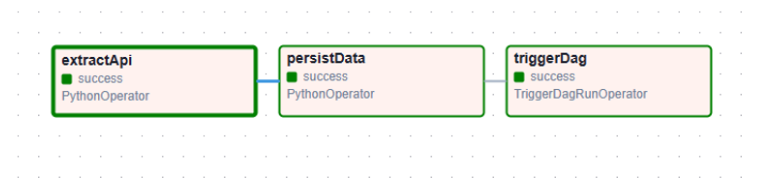 extractApi
success
PythonOperator
persistData
success
PythonOperator
triggerDag
success
TriggerDagRunOperator